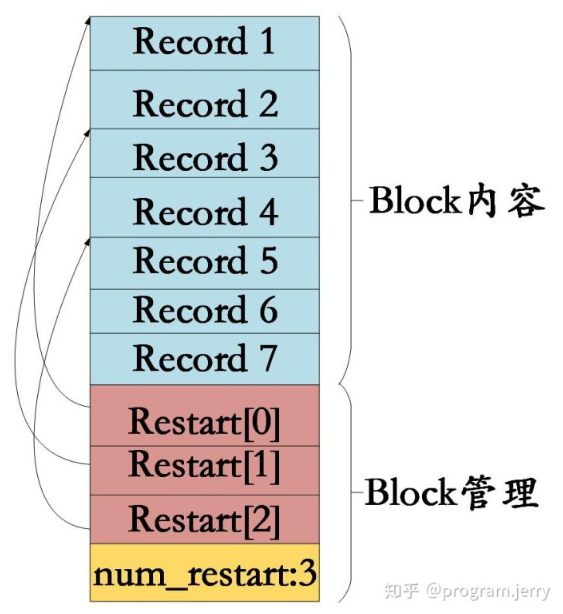 Record 1
Record 2
Record 3
Record 4
Record 5
Record 6
Record 7
Block内容
Restart[0]
Restart[1]
Restart[2]
num_restart:3
Block管理
知乎 @program.jerry